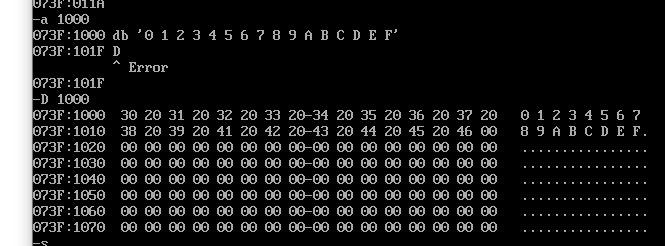 073F:011A
-a 1000
073F:1000 db '0 1 2 3 4 5 6 7 8 9 A B C D E F'
073F:101F D
^ Error
073F:101F
-D 1000
073F:1000 30 20 31 20 32 20 33 20-34 20 35 20 36 20 37 20 0 1 2 3 4 5 6 7
073F:1010 38 20 39 20 41 20 42 20-43 20 44 20 45 20 46 00 8 9 A B C D E F.
073F:1020 00 00 00 00 00 00 00 00-00 00 00 00 00 00 00 00 ................
073F:1030 00 00 00 00 00 00 00 00-00 00 00 00 00 00 00 00 ................
073F:1040 00 00 00 00 00 00 00 00-00 00 00 00 00 00 00 00 ................
073F:1050 00 00 00 00 00 00 00 00-00 00 00 00 00 00 00 00 ................
073F:1060 00 00 00 00 00 00 00 00-00 00 00 00 00 00 00 00 ................
073F:1070 00 00 00 00 00 00 00 00-00 00 00 00 00 00 00 00 ................
-s